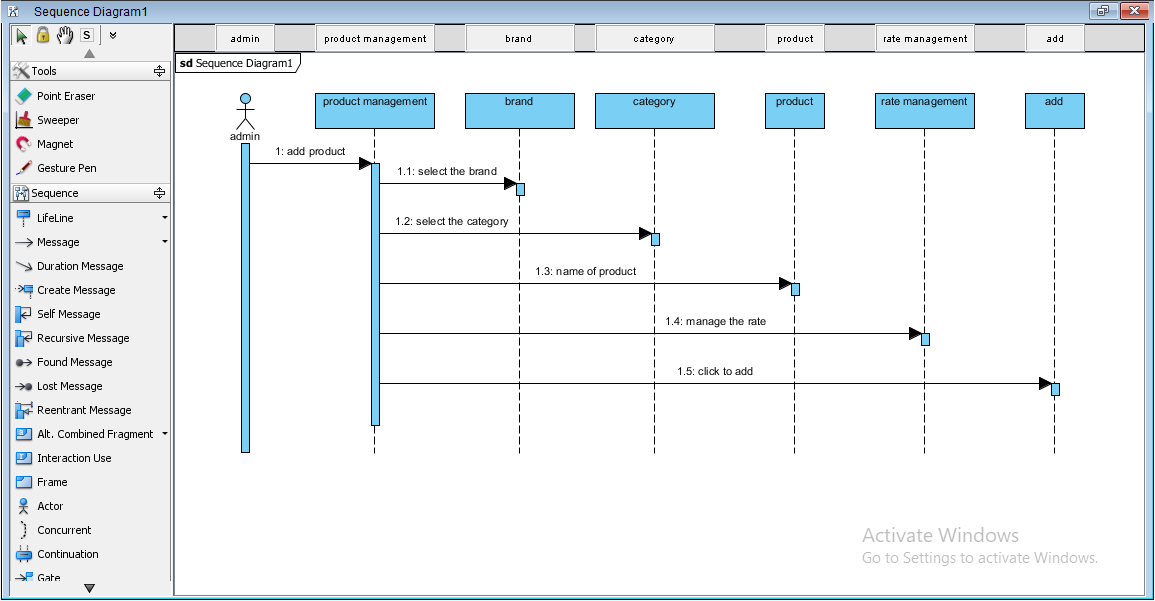 Sequence Diagram1
S
admin
product management
brand
category
product
rate management
add
Tools
Point Eraser
Sweeper
Magnet
Gesture Pen
Sequence
LifeLine
Message
Duration Message
Create Message
Self Message
Recursive Message
Found Message
Lost Message
Reentrant Message
Alt. Combined Fragment
Interaction Use
Frame
Actor
Concurrent
Continuation
Gate
sd Sequence Diagram1
product management
brand
category
product
rate management
add
admin
1: add product
1.1: select the brand
1.2: select the category
1.3: name of product
1.4: manage the rate
1.5: click to add
Activate Windows
Go to Settings to activate Windows.